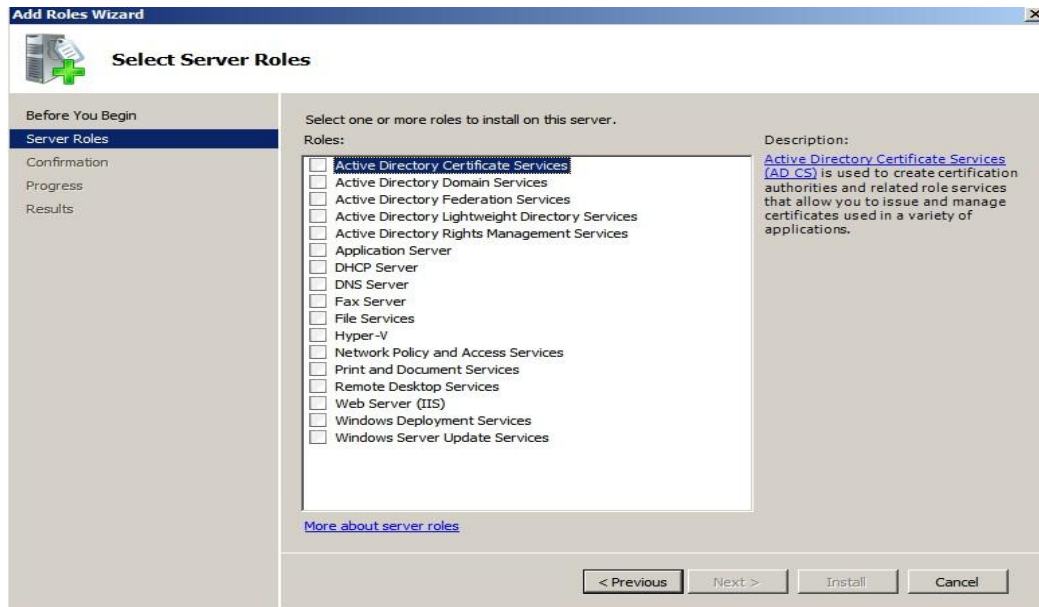 Add Roles Wizard
Select Server Roles
Before You Begin
Server Roles
Confirmation
Progress
Results
Select one or more roles to install on this server.
Roles:
Active Directory Certificate Services
Active Directory Domain Services
Active Directory Federation Services
Active Directory Lightweight Directory Services
Active Directory Rights Management Services
Application Server
DHCP Server
DNS Server
Fax Server
File Services
Hyper-V
Network Policy and Access Services
Print and Document Services
Remote Desktop Services
Web Server (IIS)
Windows Deployment Services
Windows Server Update Services
More about server roles
Description:
Active Directory Certificate Services
(AD CS) is used to create certification
authorities and related role services
that allow you to issue and manage
certificates used in a variety of
applications.
< Previous
Next >
Install
Cancel